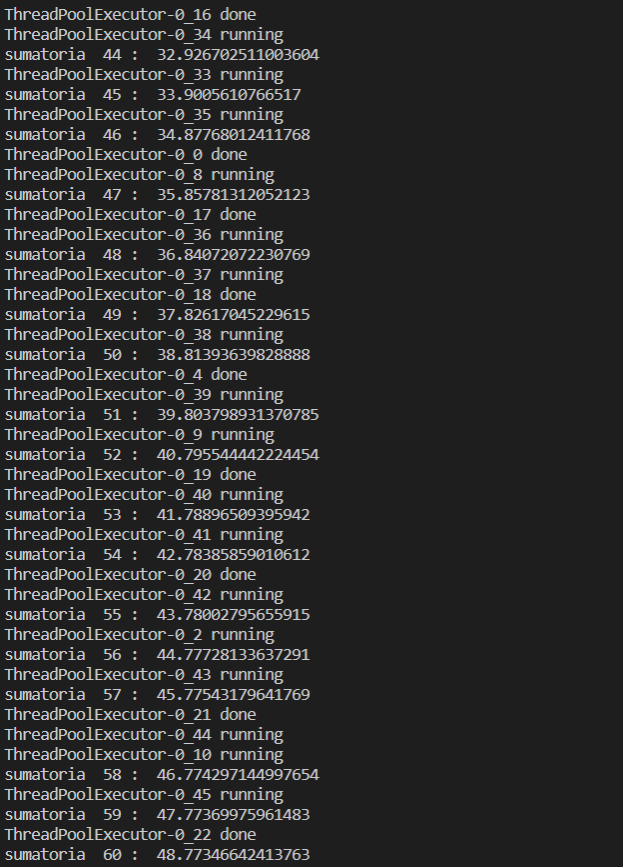 ThreadPoolExecutor-0_16 done
ThreadPoolExecutor-0_34 running
sumatoria  44 :  32.926702511003604
ThreadPoolExecutor-0_33 running
sumatoria  45 :  33.9005610766517
ThreadPoolExecutor-0_35 running
sumatoria  46 :  34.87768012411768
ThreadPoolExecutor-0_0 done
ThreadPoolExecutor-0_8 running
sumatoria  47 :  35.85781312052123
ThreadPoolExecutor-0_17 done
ThreadPoolExecutor-0_36 running
sumatoria  48 :  36.84072072230769
ThreadPoolExecutor-0_37 running
ThreadPoolExecutor-0_18 done
sumatoria  49 :  37.82617045229615
ThreadPoolExecutor-0_38 running
sumatoria  50 :  38.81393639828888
ThreadPoolExecutor-0_4 done
ThreadPoolExecutor-0_39 running
sumatoria  51 :  39.803798931370785
ThreadPoolExecutor-0_9 running
sumatoria  52 :  40.795544442224454
ThreadPoolExecutor-0_19 done
ThreadPoolExecutor-0_40 running
sumatoria  53 :  41.78896509395942
ThreadPoolExecutor-0_41 running
sumatoria  54 :  42.78385859010612
ThreadPoolExecutor-0_20 done
ThreadPoolExecutor-0_42 running
sumatoria  55 :  43.78002795655915
ThreadPoolExecutor-0_2 running
sumatoria  56 :  44.77728133637291
ThreadPoolExecutor-0_43 running
sumatoria  57 :  45.77543179641769
ThreadPoolExecutor-0_21 done
ThreadPoolExecutor-0_44 running
ThreadPoolExecutor-0_10 running
sumatoria  58 :  46.774297144997654
ThreadPoolExecutor-0_45 running
sumatoria  59 :  47.77369975961483
ThreadPoolExecutor-0_22 done
sumatoria  60 :  48.77346642413763